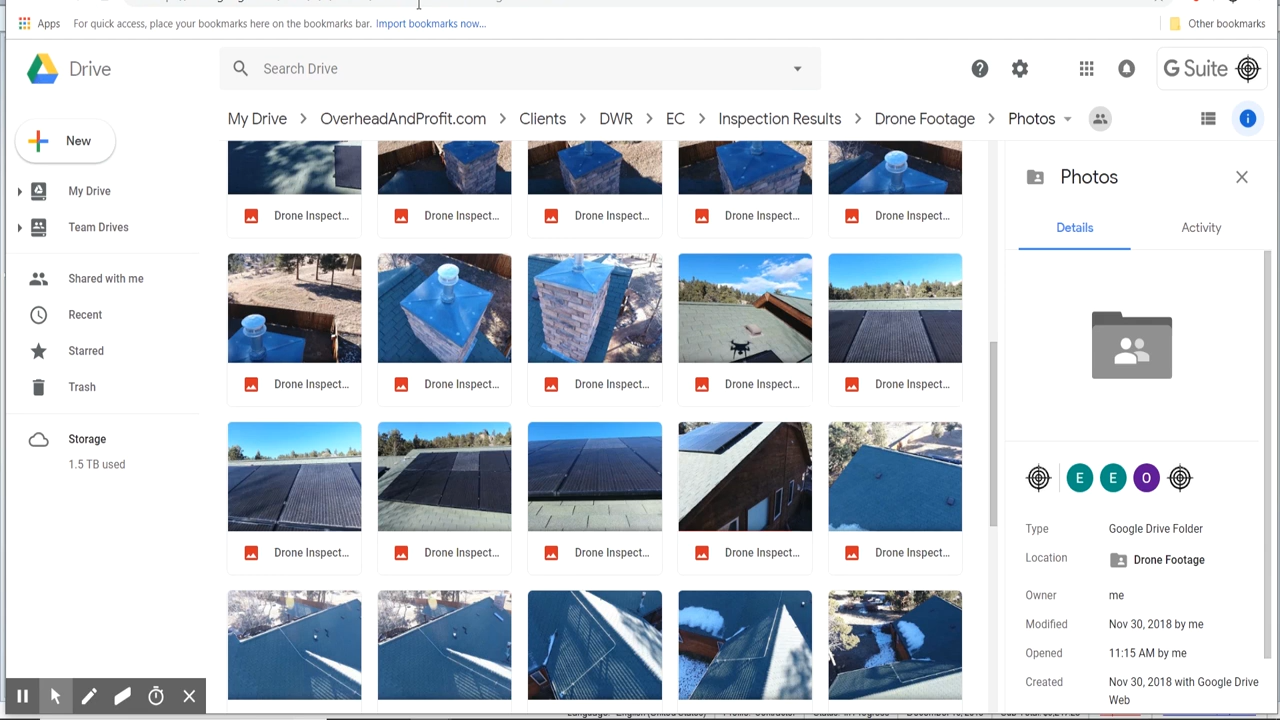 Apps For quick access, place your bookmarks here on the bookmarks bar. Import bookmarks now... Other bookmarks
Drive
Search Drive
G Suite
My Drive > OverheadAndProfit.com > Clients > DWR > EC > Inspection Results > Drone Footage > Photos
New
My Drive
Team Drives
Shared with me
Recent
Starred
Trash
Storage
1.5 TB used
Drone Inspect... Drone Inspect... Drone Inspect... Drone Inspect... Drone Inspect...
Drone Inspect... Drone Inspect... Drone Inspect... Drone Inspect... Drone Inspect...
Drone Inspect... Drone Inspect... Drone Inspect... Drone Inspect... Drone Inspect...
Photos
Details Activity
E E O
Type Google Drive Folder
Location Drone Footage
Owner me
Modified Nov 30, 2018 by me
Opened 11:15 AM by me
Created Nov 30, 2018 with Google Drive
Web